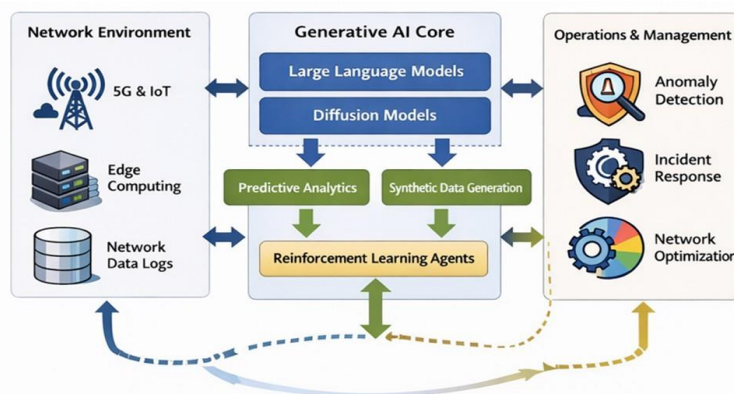 Network Environment
5G & IoT
Edge
Computing
Network
Data Logs
Generative AI Core
Large Language Models
Diffusion Models
Predictive Analytics
Synthetic Data Generation
Reinforcement Learning Agents
Operations & Management
Anomaly
Detection
Incident
Response
Network
Optimization